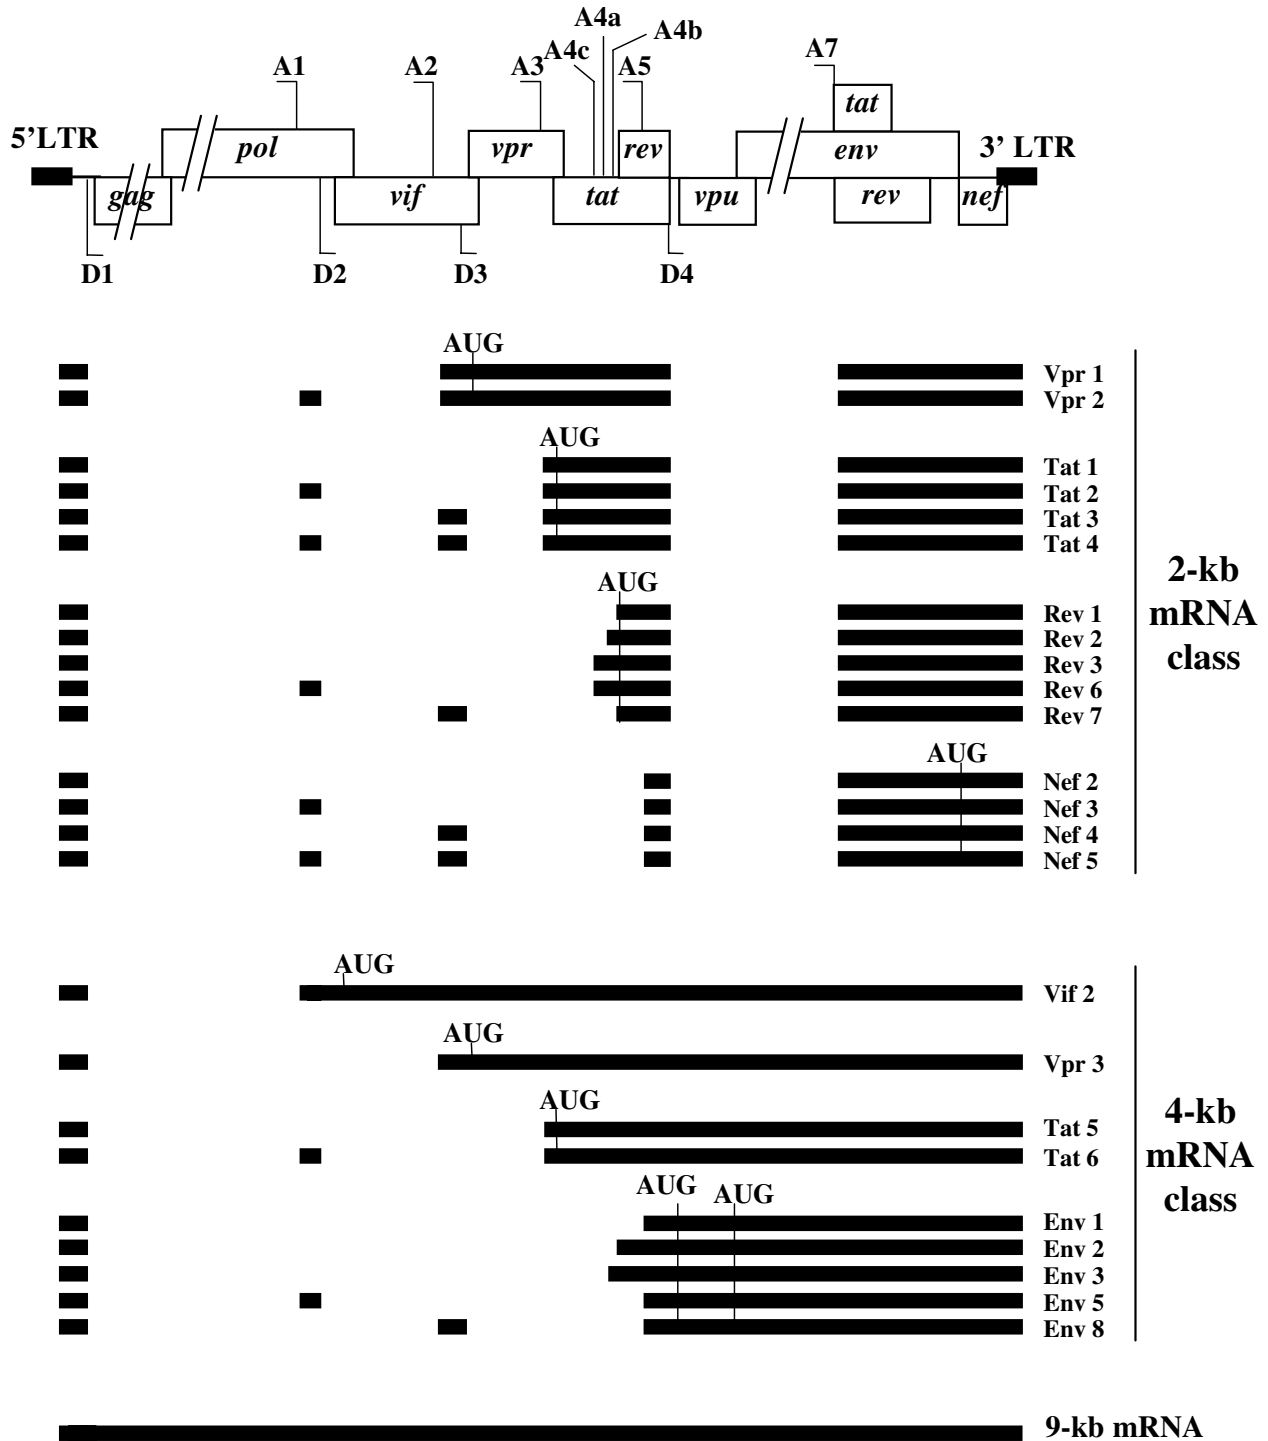 A4a
A4b
A4c
A1
A2
A3
A5
A7
tat
5'LTR
pol
vpr
rev
env
3' LTR
gag
vif
tat
vpu
rev
nef
D1
D2
D3
D4
AUG
Vpr 1
Vpr 2
AUG
Tat 1
Tat 2
Tat 3
Tat 4
AUG
Rev 1
Rev 2
Rev 3
Rev 6
Rev 7
AUG
Nef 2
Nef 3
Nef 4
Nef 5
2-kb
mRNA
class
AUG
Vif 2
AUG
Vpr 3
AUG
Tat 5
Tat 6
AUG
AUG
Env 1
Env 2
Env 3
Env 5
Env 8
4-kb
mRNA
class
9-kb mRNA